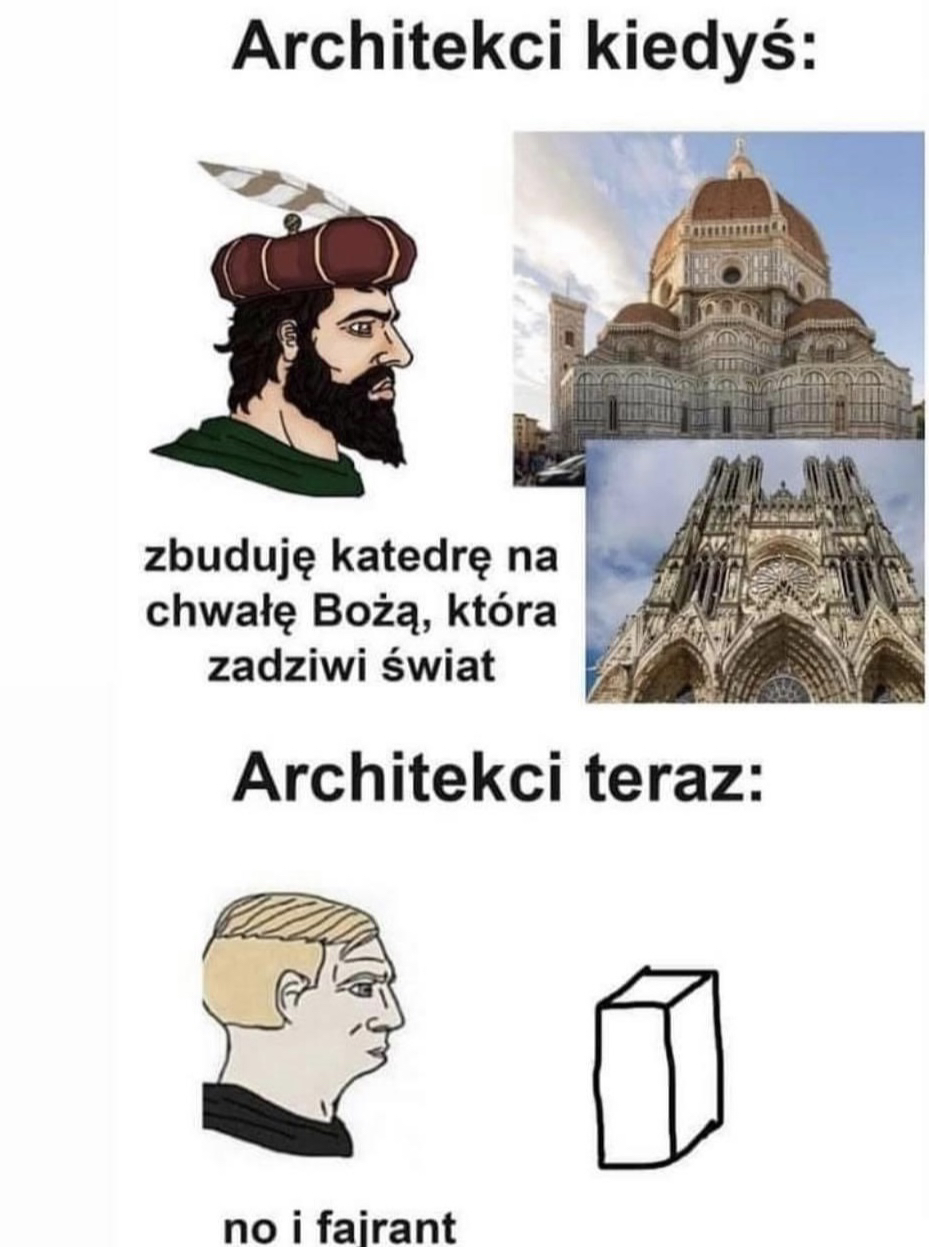 Architekci kiedyś:
zbuduję katedrę na
chwałę Bożą, która
zadziwi świat
Architekci teraz:
no i fajrant